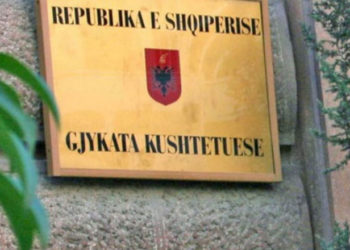 REPUBLIKA E SHQIPERISE
GJYKATA KUSHTETUESE